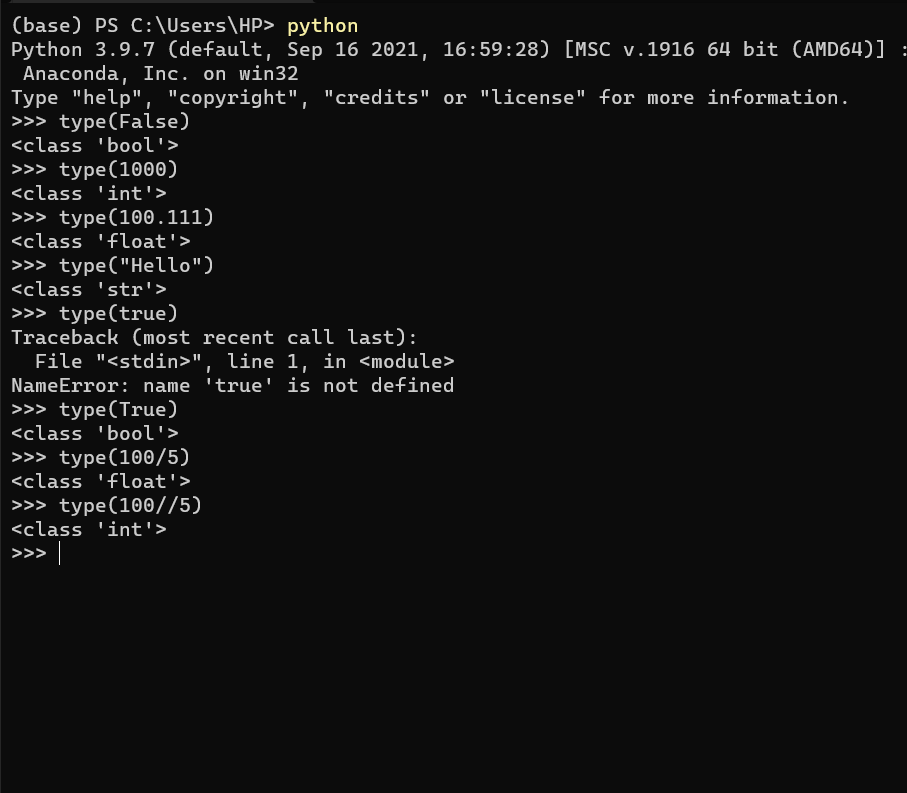 (base) PS C:\Users\HP> python
Python 3.9.7 (default, Sep 16 2021, 16:59:28) [MSC v.1916 64 bit (AMD64)] :
 Anaconda, Inc. on win32
Type "help", "copyright", "credits" or "license" for more information.
>>> type(False)
<class 'bool'>
>>> type(1000)
<class 'int'>
>>> type(100.111)
<class 'float'>
>>> type("Hello")
<class 'str'>
>>> type(true)
Traceback (most recent call last):
  File "<stdin>", line 1, in <module>
NameError: name 'true' is not defined
>>> type(True)
<class 'bool'>
>>> type(100/5)
<class 'float'>
>>> type(100//5)
<class 'int'>
>>>